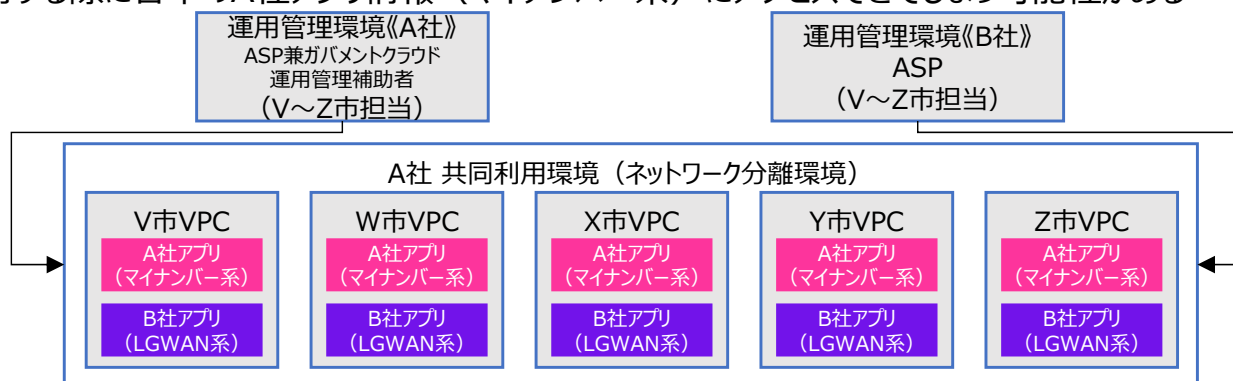 運用管理環境《A社》
ASP兼ガバメントクラウド
運用管理補助者
(V～Z市担当)
運用管理環境《B社》
ASP
(V～Z市担当)
A社 共同利用環境（ネットワーク分離環境）
V市VPC
A社アプリ
(マイナンバー系)
B社アプリ
(LGWAN系)
W市VPC
A社アプリ
(マイナンバー系)
B社アプリ
(LGWAN系)
X市VPC
A社アプリ
(マイナンバー系)
B社アプリ
(LGWAN系)
Y市VPC
A社アプリ
(マイナンバー系)
B社アプリ
(LGWAN系)
Z市VPC
A社アプリ
(マイナンバー系)
B社アプリ
(LGWAN系)